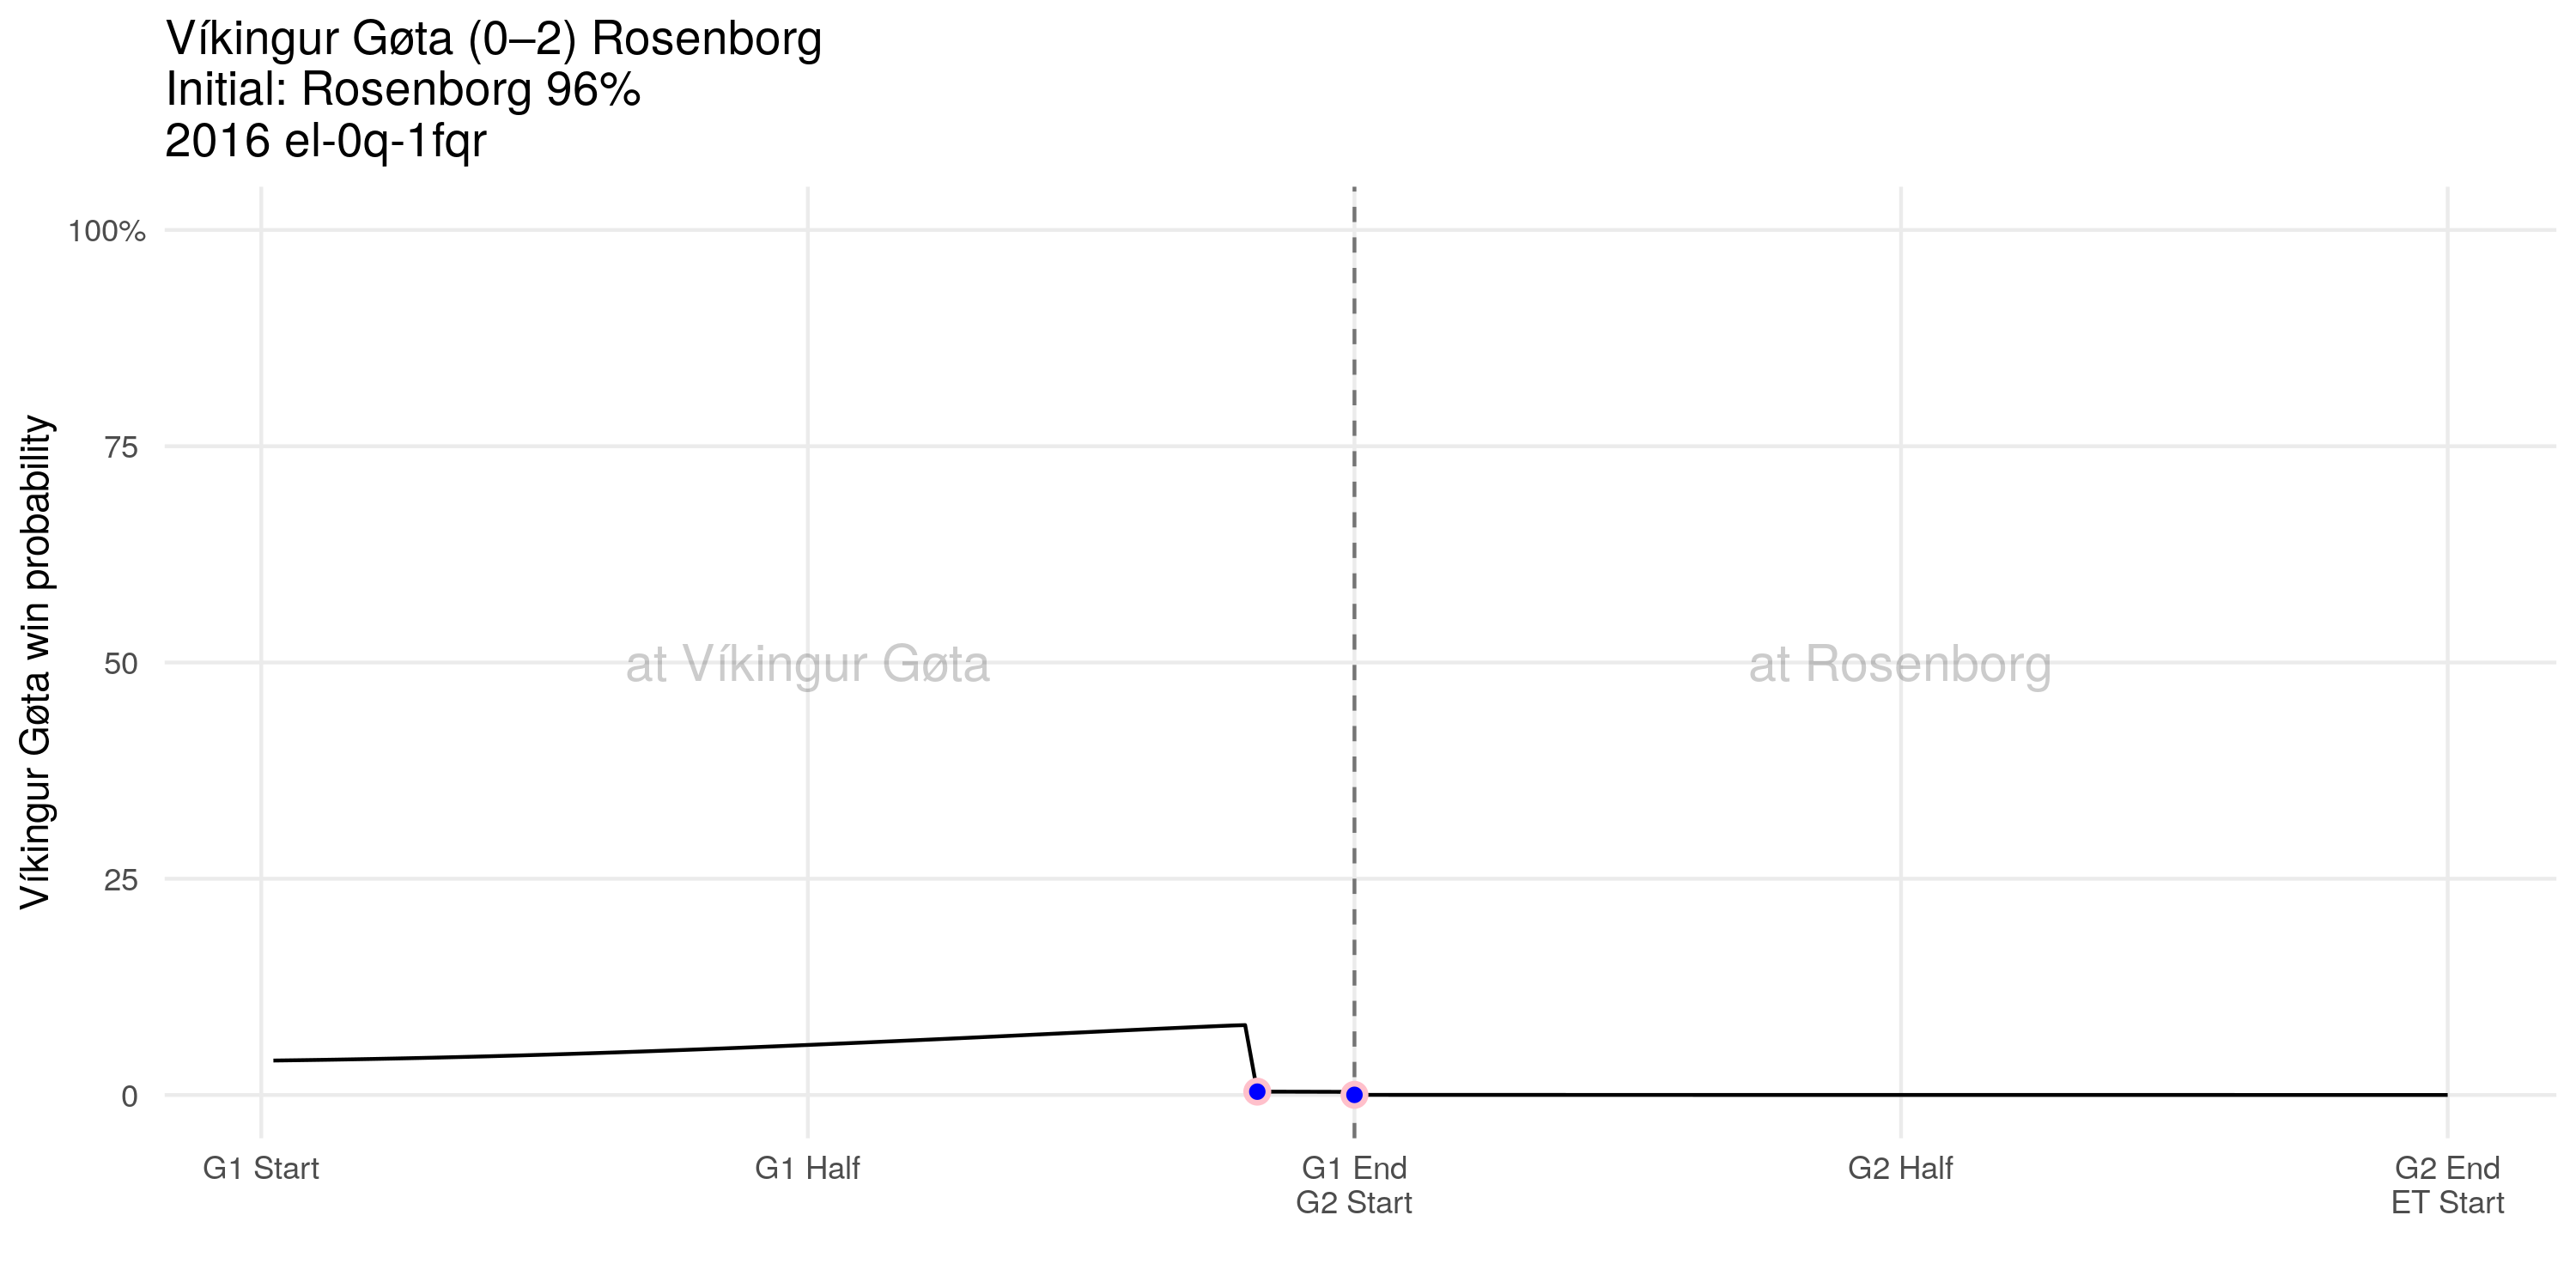 Víkingur Gøta (0–2) Rosenborg
Initial: Rosenborg 96%
2016 el-0q-1fqr
Víkingur Gøta win probability
100%
75
50
25
0
at Víkingur Gøta
at Rosenborg
G1 Start
G1 Half
G1 End
G2 Start
G2 Half
G2 End
ET Start